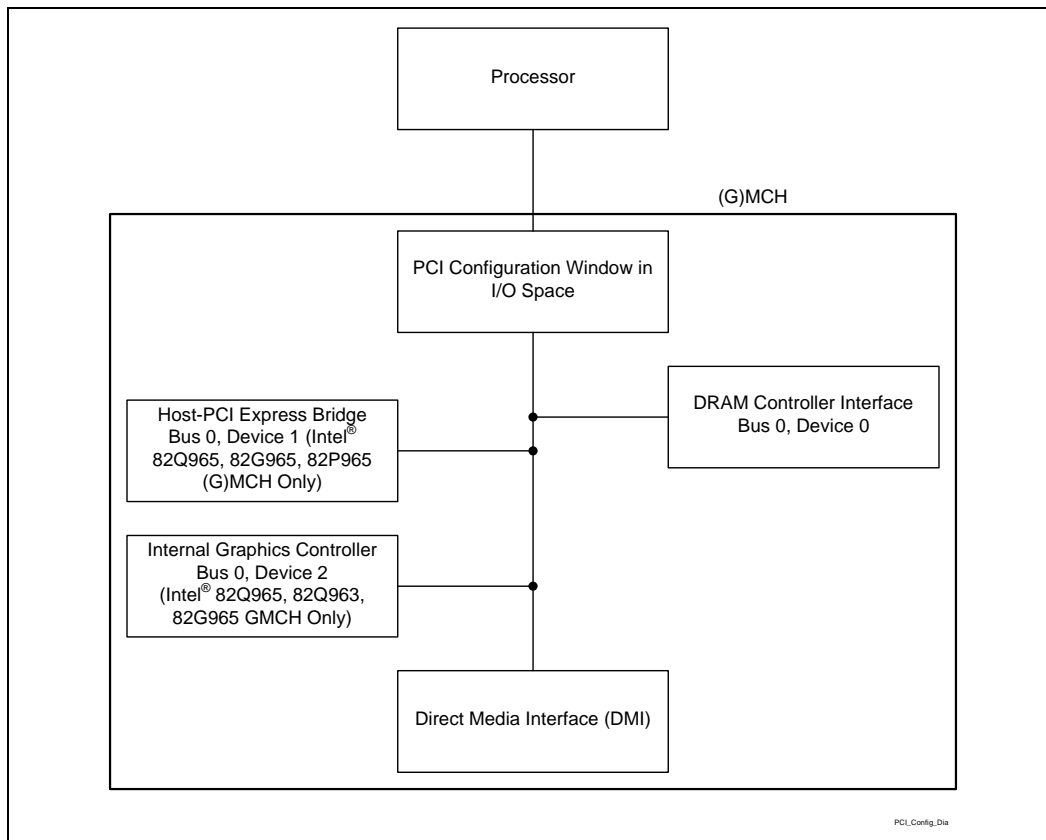 Processor
(G)MCH
PCI Configuration Window in
I/O Space
DRAM Controller Interface
Bus 0, Device 0
Host-PCI Express Bridge
Bus 0, Device 1 (Intel®
82Q965, 82G965, 82P965
(G)MCH Only)
Internal Graphics Controller
Bus 0, Device 2
(Intel® 82Q965, 82Q963,
82G965 GMCH Only)
Direct Media Interface (DMI)
PCI_Config_Dia